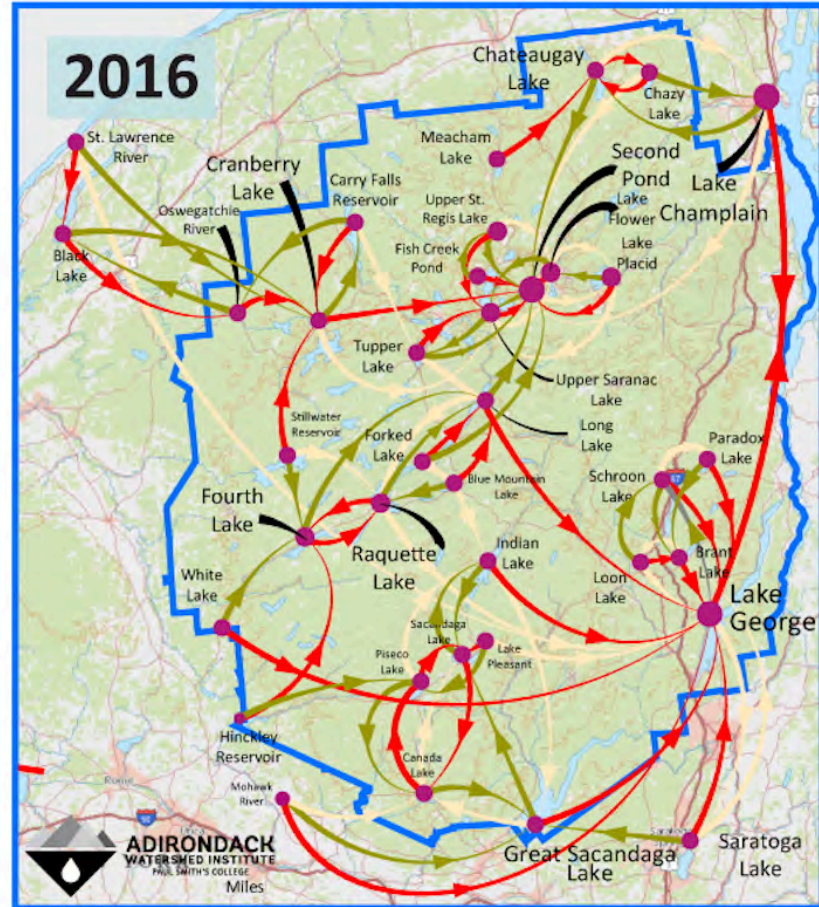 2016
Chateaugay
Lake
Chazy
Lake
St. Lawrence
River
Meacham
Lake
Cranberry
Lake
Carry Falls
Reservoir
Second
Pond
Lake
Champlain
Oswegatchie
River
Upper St.
Regis Lake
Lake
Flower
Black
Lake
Fish Creek
Pond
Lake
Placid
Tupper
Lake
Upper Saranac
Lake
Stillwater
Reservoir
Forked
Lake
Long
Lake
Paradox
Lake
Schroon
Lake
Blue Mountain
Lake
Fourth
Lake
Raquette
Lake
Indian
Lake
Loon
Lake
Brant
Lake
White
Lake
Lake
George
Sacandaga
Lake
Lake
Pleasant
Piseco
Lake
Hinckley
Reservoir
Canada
Lake
Mohawk
River
Great Sacandaga
Lake
Saratoga
Lake
ADIRONDACK
WATERSHED INSTITUTE
PAUL SMITH'S COLLEGE
Miles